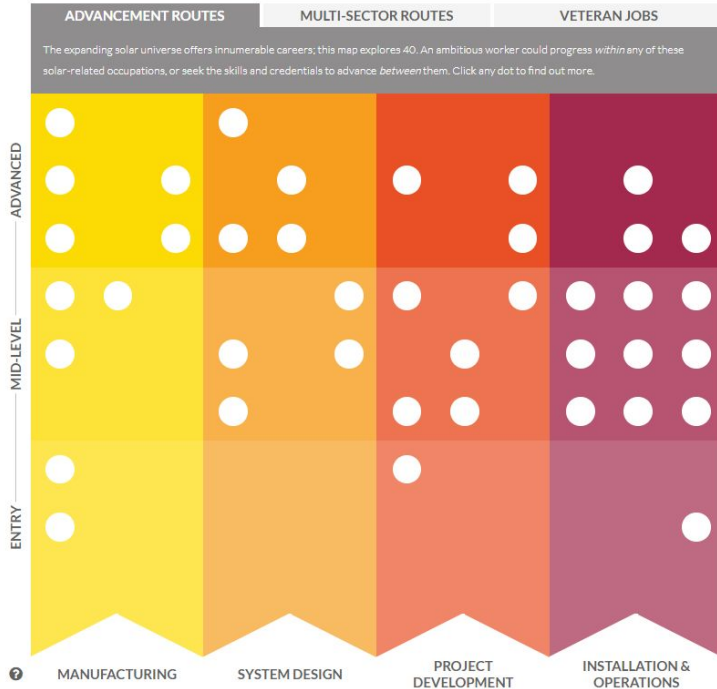 ADVANCEMENT ROUTES
MULTI-SECTOR ROUTES
VETERAN JOBS
The expanding solar universe offers innumerable careers; this map explores 40. An ambitious worker could progress within any of these
solar-related occupations, or seek the skills and credentials to advance between them. Click any dot to find out more.
ADVANCED
MID-LEVEL
ENTRY
?
MANUFACTURING
SYSTEM DESIGN
PROJECT
DEVELOPMENT
INSTALLATION &
OPERATIONS